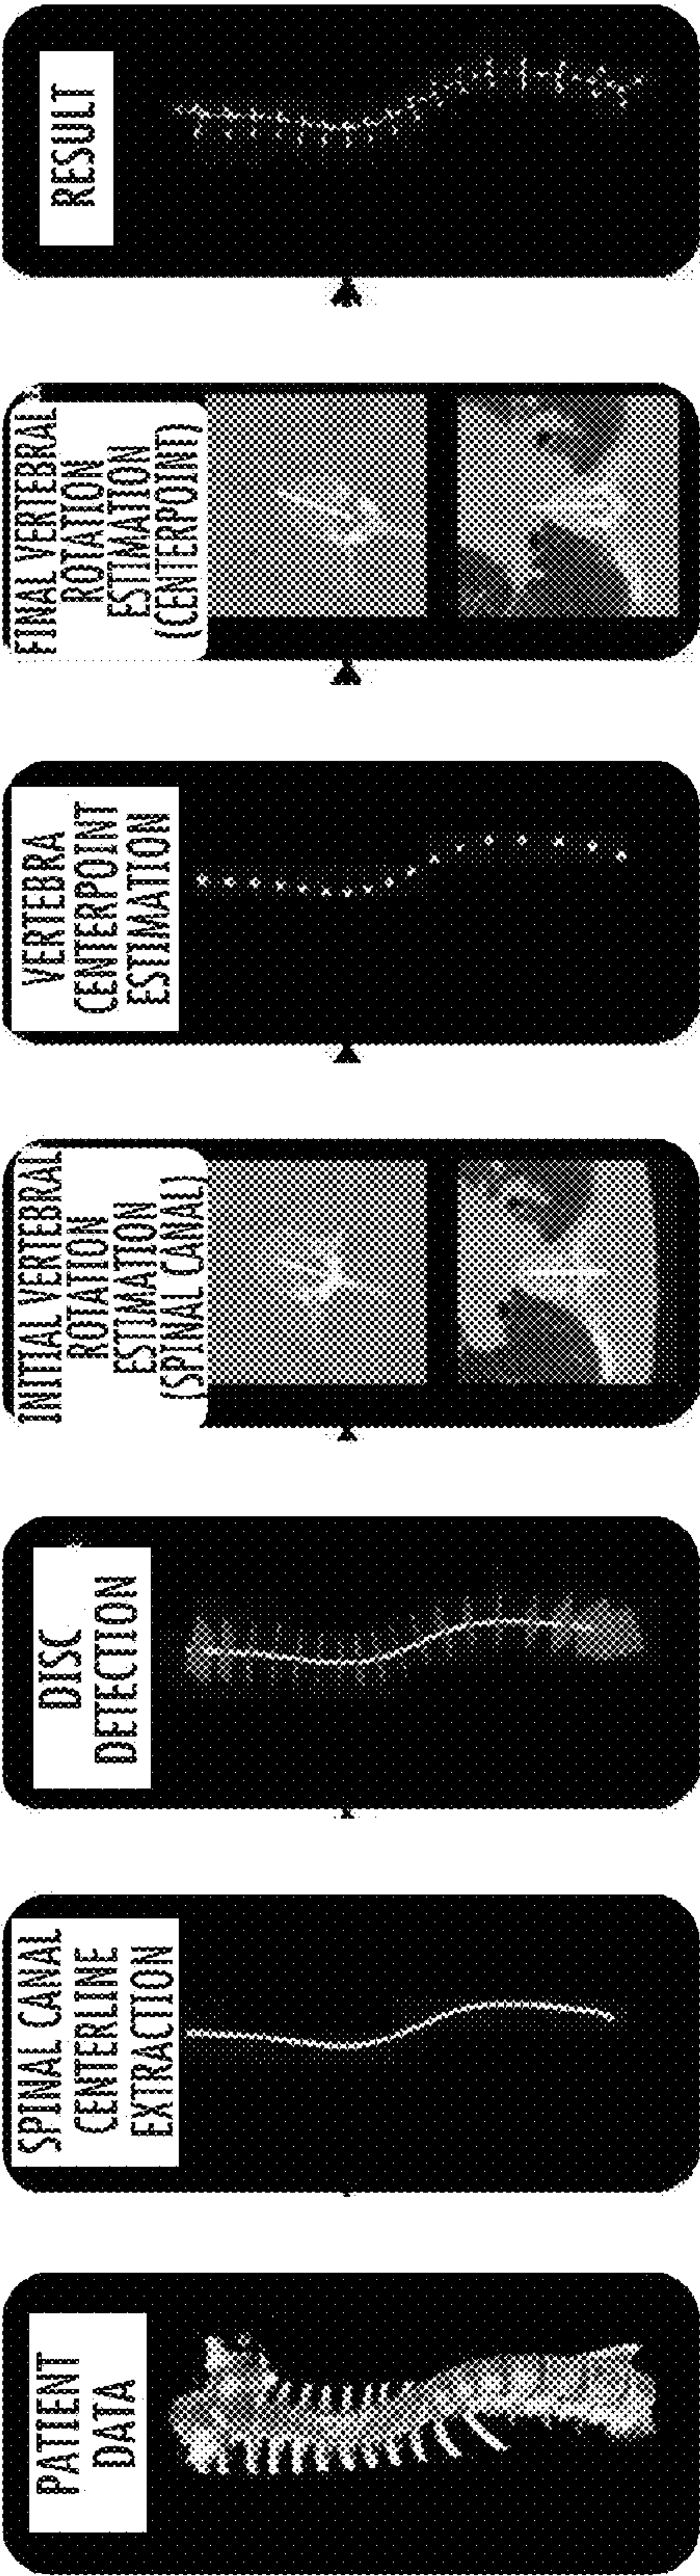 PATIENT
DATA
SPINAL CANAL
CENTERLINE
EXTRACTION
DISC
DETECTION
INITIAL VERTEBRAL
ROTATION
ESTIMATION
(SPINAL CANAL)
VERTEBRA
CENTERPOINT
ESTIMATION
FINAL VERTEBRAL
ROTATION
ESTIMATION
(CENTERPOINT)
RESULT